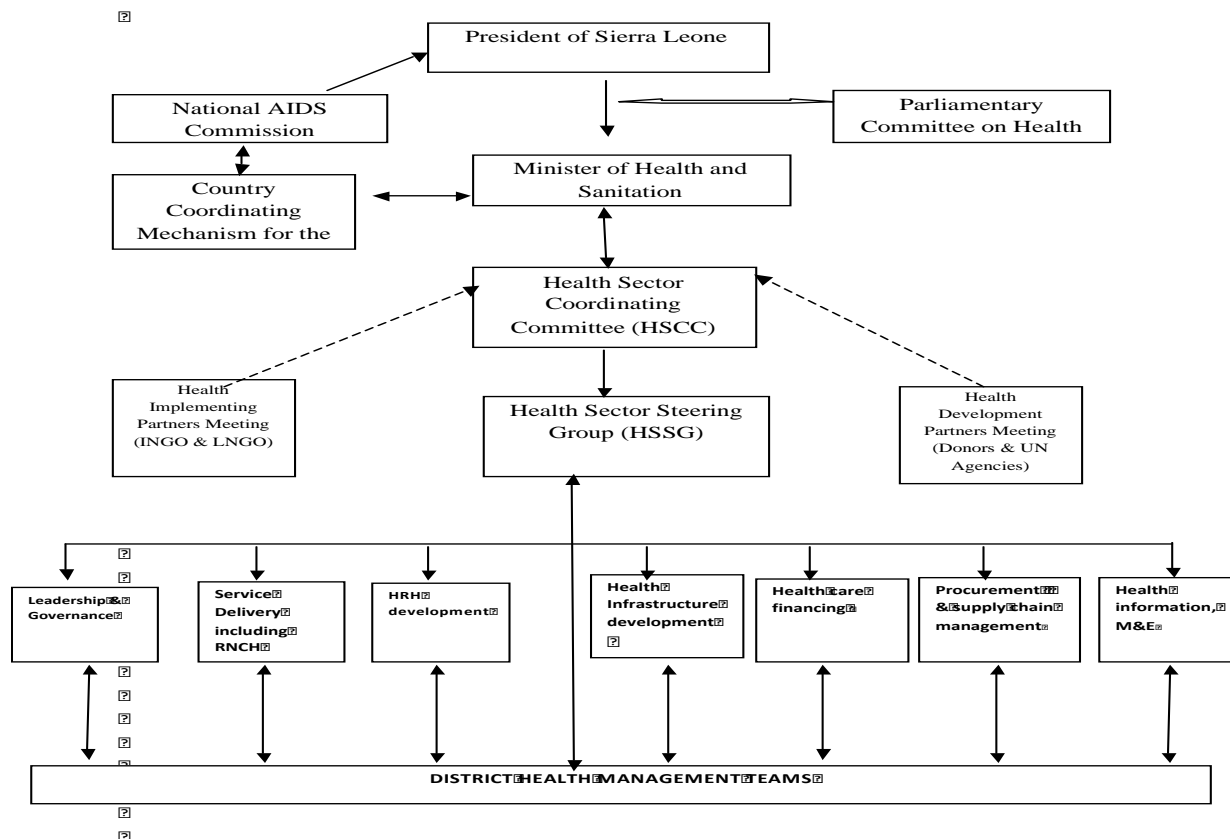 President of Sierra Leone
National AIDS
Commission
Parliamentary
Committee on Health
Minister of Health and
Sanitation
Country
Coordinating
Mechanism for the
Health Sector
Coordinating
Committee (HSCC)
Health
Implementing
Partners Meeting
(INGO & LNGO)
Health Sector Steering
Group (HSSG)
Health
Development
Partners Meeting
(Donors & UN
Agencies)
Leadership &
Governance
Service
Delivery
including
RNCH
HRH
development
Health
Infrastructure
development
Health care
financing
Procurement
& supply chain
management
Health
information,
M&E
DISTRICT HEALTH MANAGEMENT TEAMS